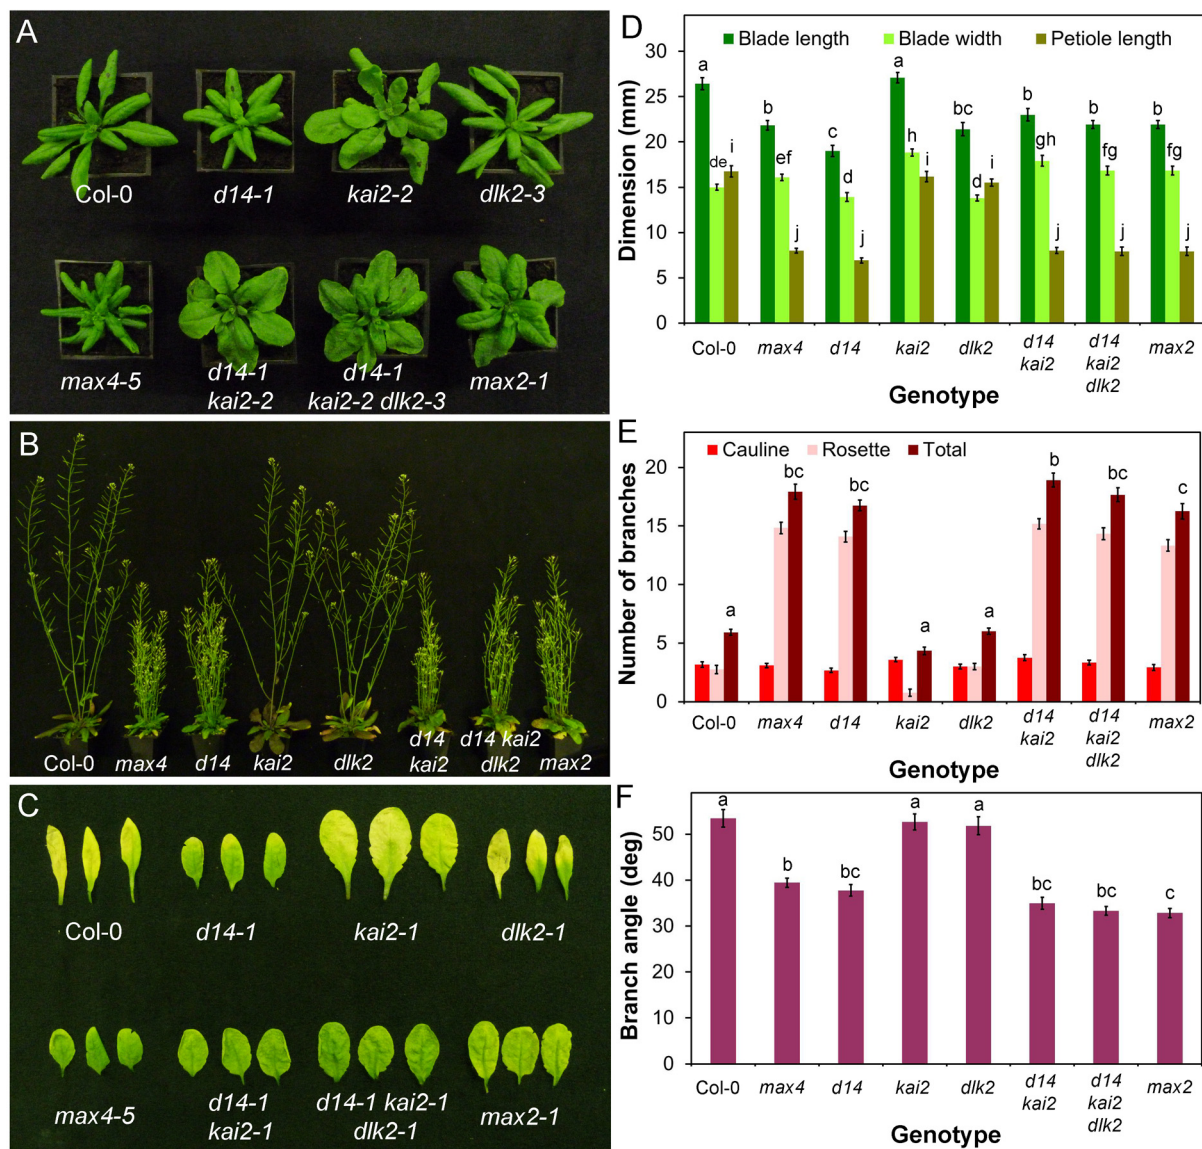 A
Col-0 d14-1 kai2-2 dlk2-3
max4-5 d14-1 d14-1 max2-1
kai2-2 kai2-2 dlk2-3
B
d14 d14 kai2
Col-0 max4 d14 kai2 dlk2 kai2 dlk2 max2
C
Col-0 d14-1 kai2-1 dlk2-1
max4-5 d14-1 d14-1 kai2-1 max2-1
kai2-1 dlk2-1
D
Blade length Blade width Petiole length
Dimension (mm)
30
25
20
15
10
5
0
a de i
b ef j
c d j
a h i
bc d i
b gh j
b fg j
b fg j
Col-0 max4 d14 kai2 dlk2 d14 d14 max2
kai2 kai2
dlk2
Genotype
E
Cauline Rosette Total
Number of branches
20
15
10
5
0
a bc bc a a b bc c
Col-0 max4 d14 kai2 dlk2 d14 d14 max2
kai2 kai2
dlk2
Genotype
F
Branch angle (deg)
50
40
30
20
10
0
a b bc a a bc bc c
Col-0 max4 d14 kai2 dlk2 d14 d14 max2
kai2 kai2
dlk2
Genotype